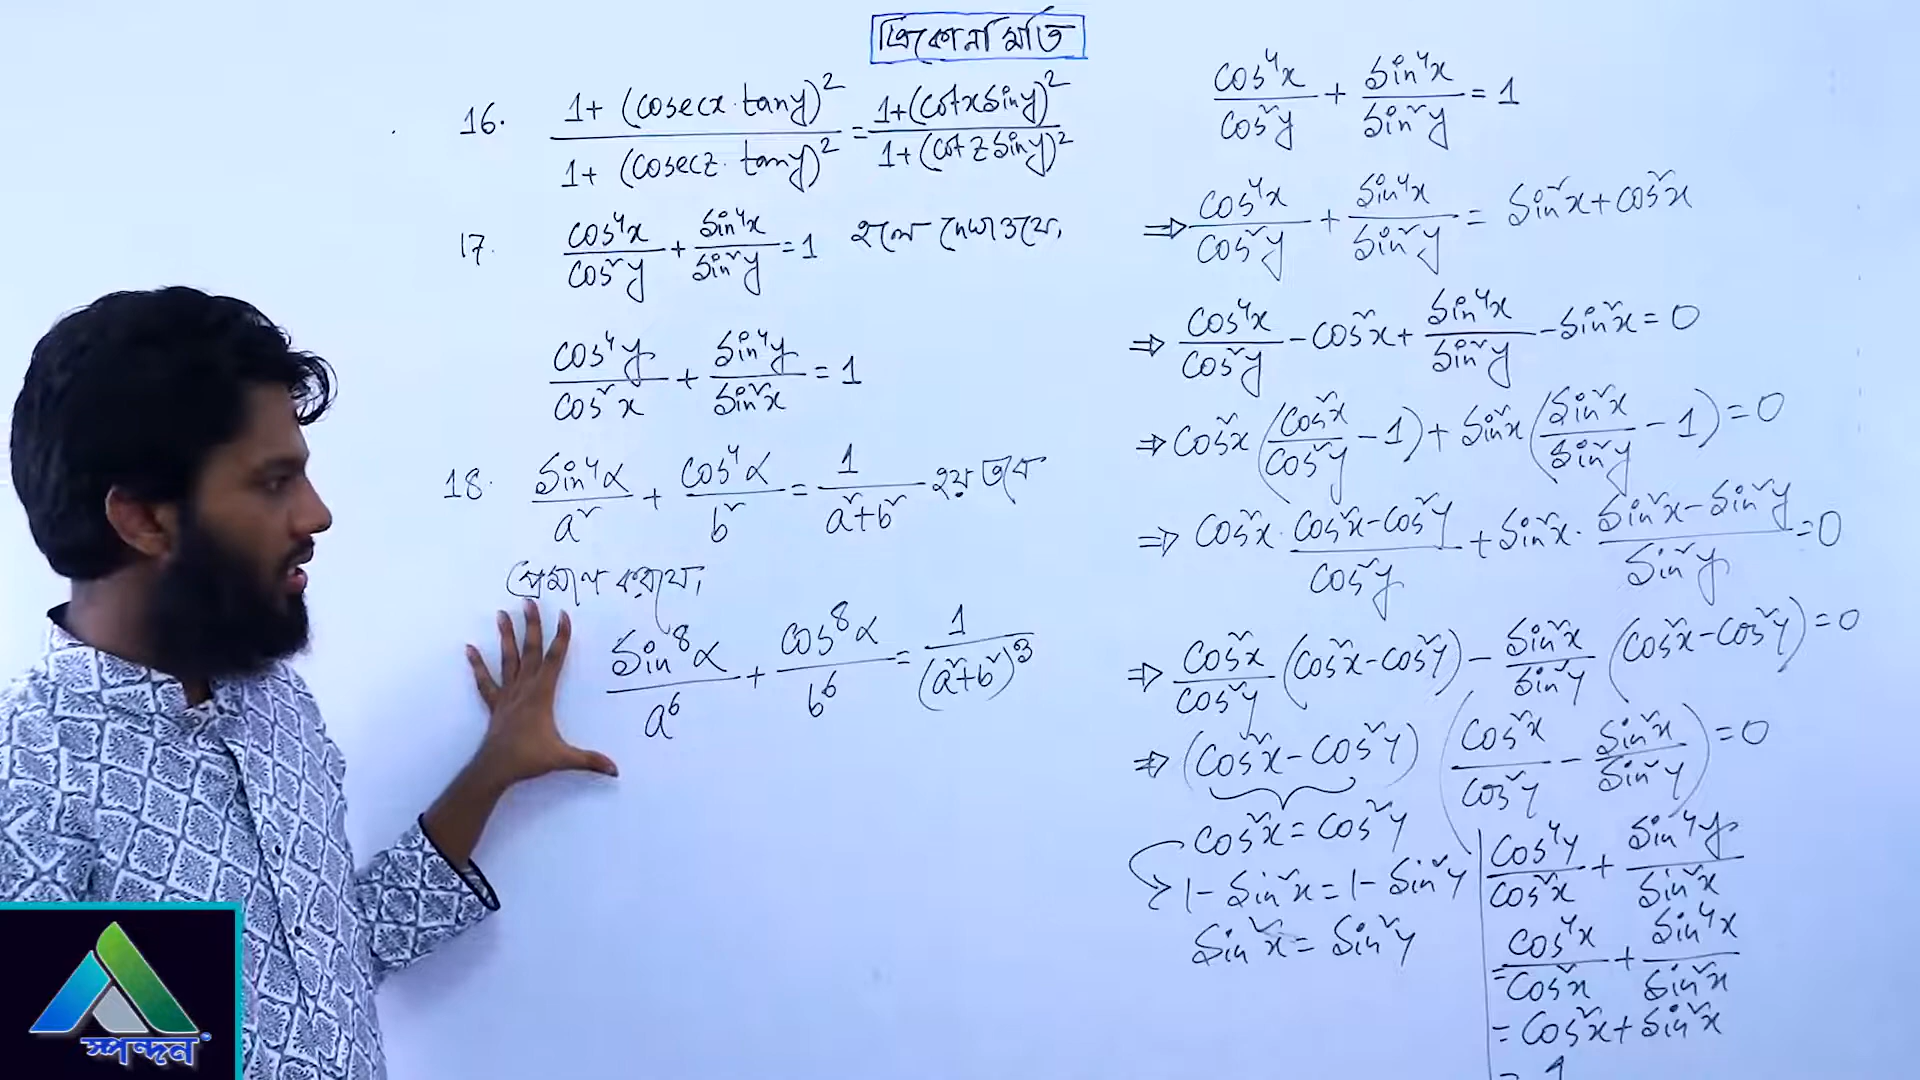 ত্রিকোনমিতি
16. (1 + (cosecx·tany)²)/(1 + (cosecz·tany)²) = (1+(cotxsiny)²)/(1+(cotzsiny)²)
17. cos⁴x/cos²y + sin⁴x/sin²y = 1 হলে দেখাও যে,
cos⁴y/cos²x + sin⁴y/sin²x = 1
18. sin⁴α/a² + cos⁴α/b² = 1/(a²+b²) হয় তবে
প্রমাণ কর যে,
sin⁸α/a⁶ + cos⁸α/b⁶ = 1/(a²+b²)³
cos⁴x/cos²y + sin⁴x/sin²y = 1
⇒ cos⁴x/cos²y + sin⁴x/sin²y = sin²x + cos²x
⇒ cos⁴x/cos²y - cos²x + sin⁴x/sin²y - sin²x = 0
⇒ cos²x (cos²x/cos²y - 1) + sin²x (sin²x/sin²y - 1) = 0
⇒ cos²x · (cos²x-cos²y)/cos²y + sin²x · (sin²x-sin²y)/sin²y = 0
⇒ cos²x/cos²y (cos²x-cos²y) - sin²x/sin²y (cos²x-cos²y) = 0
⇒ (cos²x - cos²y) (cos²x/cos²y - sin²x/sin²y) = 0
cos²x = cos²y
1 - sin²x = 1 - sin²y
sin²x = sin²y
cos⁴y/cos²x + sin⁴y/sin²x
= cos⁴x/cos²x + sin⁴x/sin²x
= cos²x + sin²x
= 1
স্পন্দন